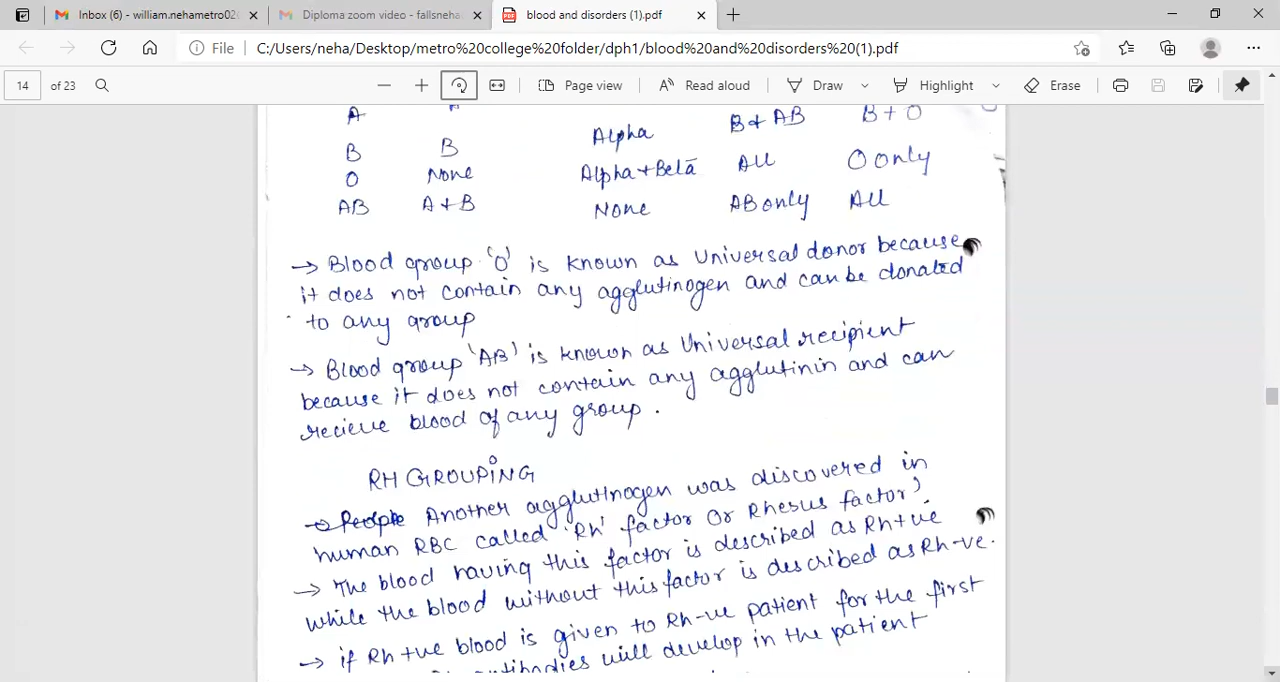 Inbox (6) - william.nehametro02
Diploma zoom video - fallsneha
blood and disorders (1).pdf
File
C:/Users/neha/Desktop/metro%20college%20folder/dph1/blood%20and%20disorders%20(1).pdf
14 of 23
Page view
Read aloud
Draw
Highlight
Erase
A Alpha B + AB B + O
B B
O None Alpha + Beta All O only
AB A + B None AB only All
→ Blood group 'O' is known as Universal donor because
it does not contain any agglutinogen and can be donated
to any group
→ Blood group 'AB' is known as Universal recipient
because it does not contain any agglutinin and can
recieve blood of any group.
RH GROUPING
Another agglutinogen was discovered in
human RBC called 'Rh' factor or Rhesus factor)
→ The blood having this factor is described as Rh+ve
while the blood without this factor is described as Rh-ve.
→ if Rh +ve blood is given to Rh-ve patient for the first
antibodies will develop in the patient